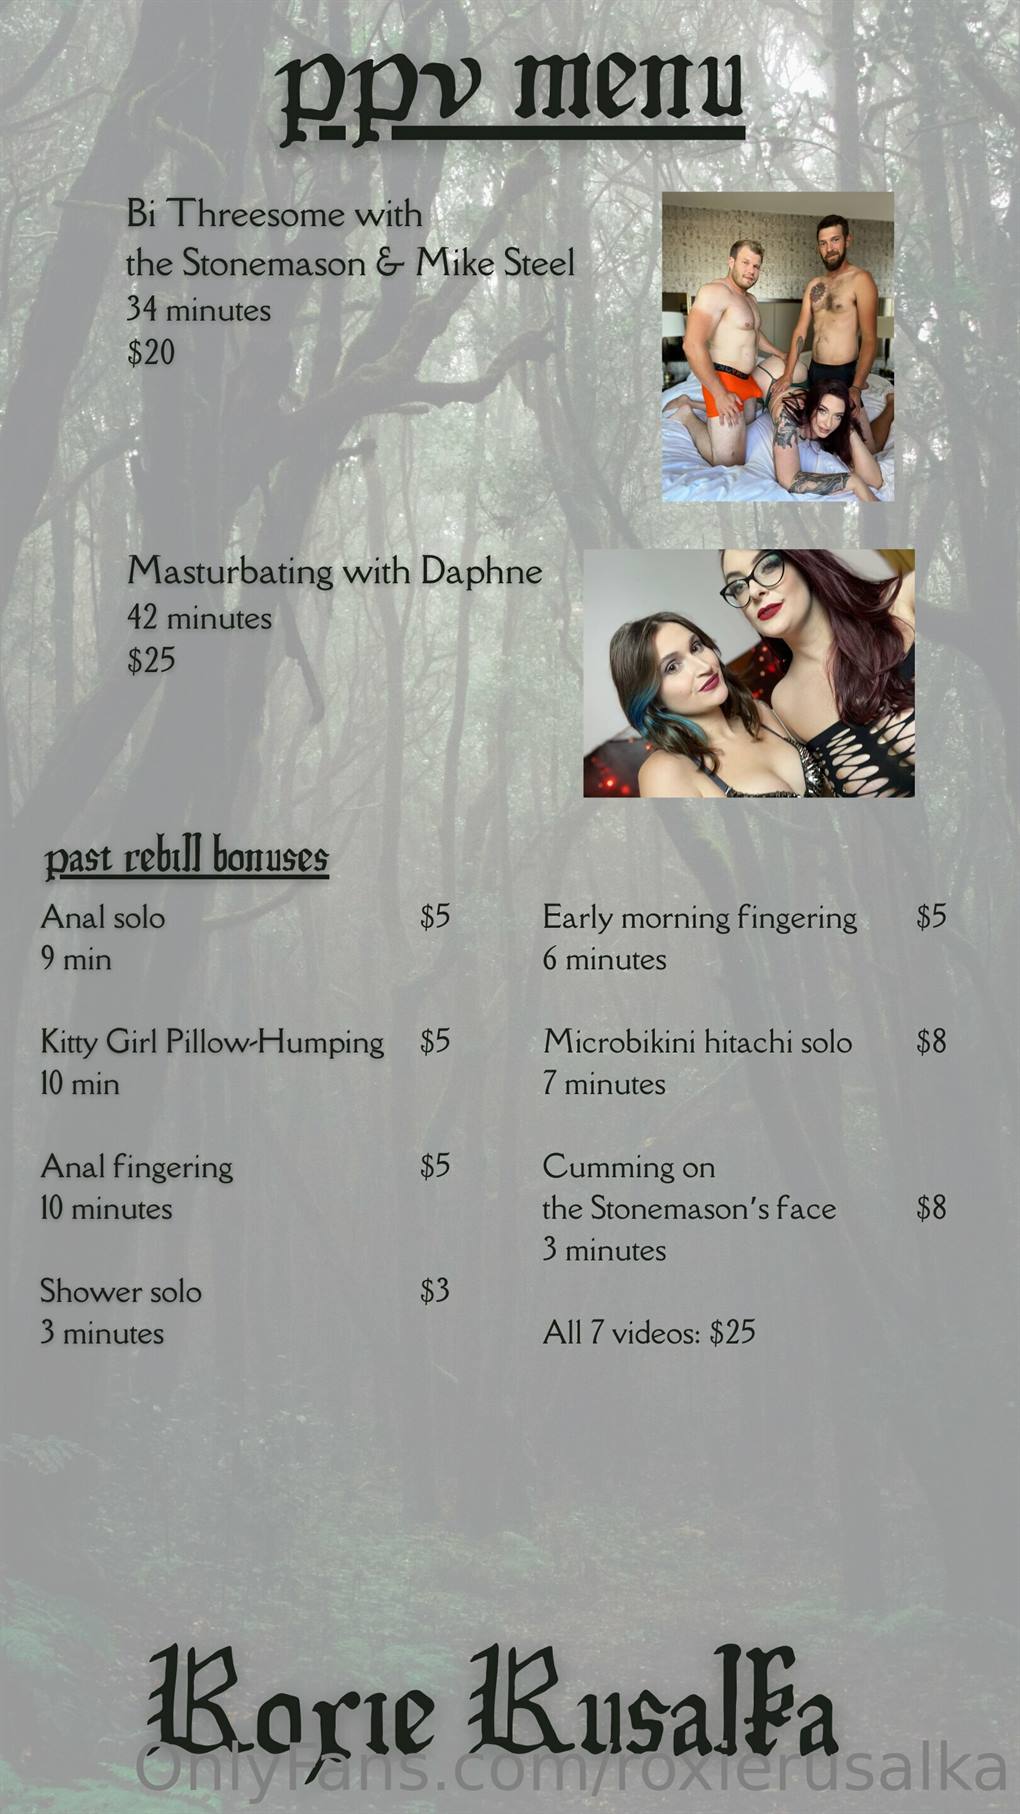 ppv menu
Bi Threesome with
the Stonemason & Mike Steel
34 minutes
$20
Masturbating with Daphne
42 minutes
$25
past rebill bonuses
Anal solo $5
9 min
Kitty Girl Pillow-Humping $5
10 min
Anal fingering $5
10 minutes
Shower solo $3
3 minutes
Early morning fingering $5
6 minutes
Microbikini hitachi solo $8
7 minutes
Cumming on
the Stonemason's face $8
3 minutes
All 7 videos: $25
Roxie Rusalka
OnlyFans.com/roxierusalka